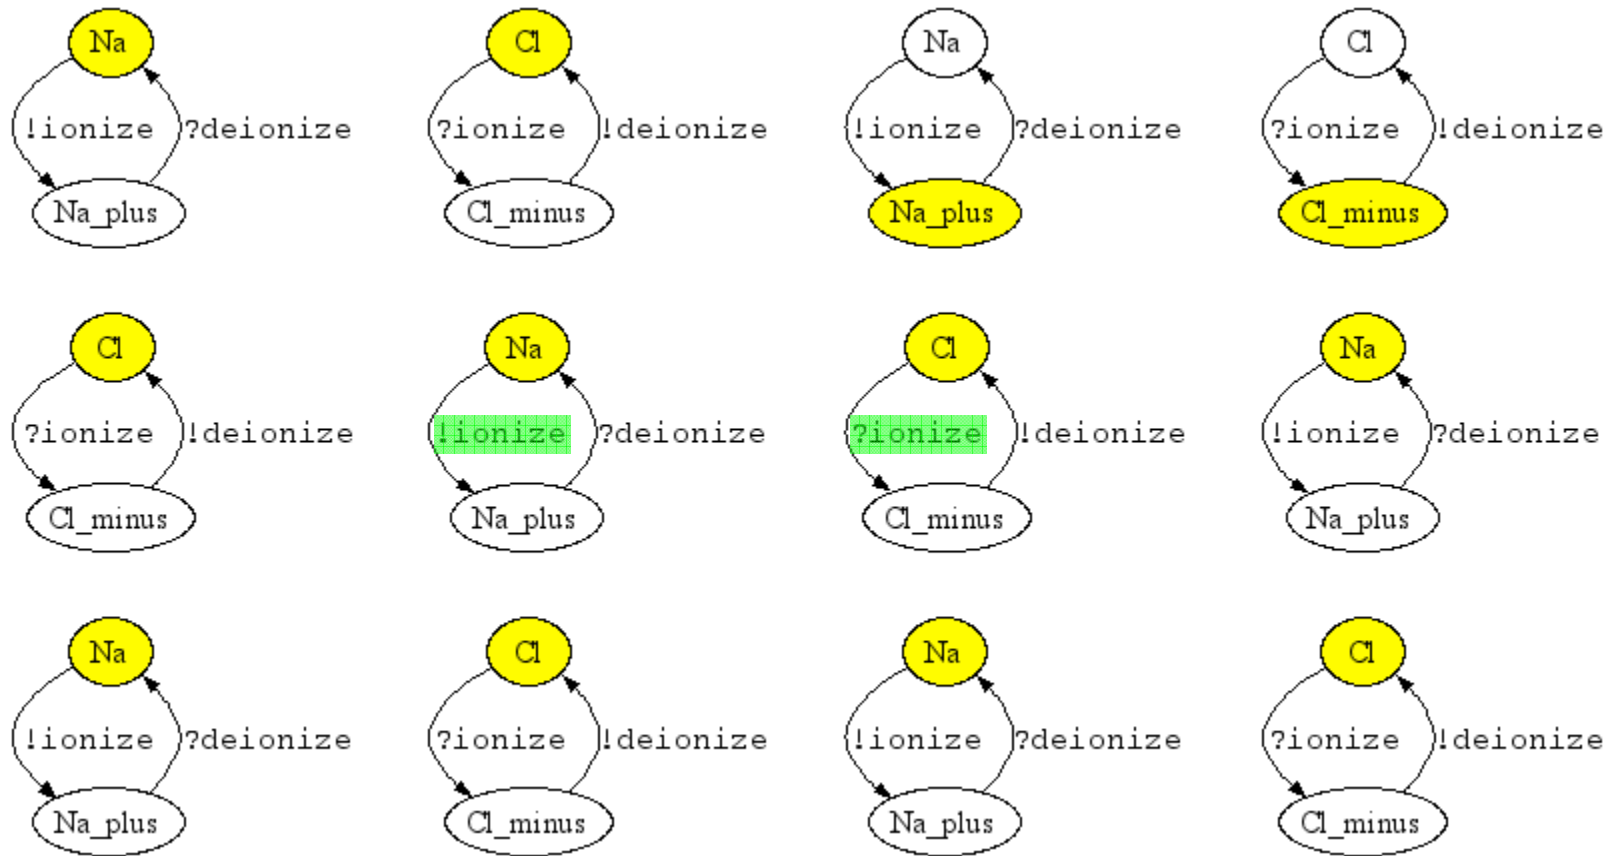 Na Cl Na Cl
!ionize ?deionize ?ionize !deionize !ionize ?deionize ?ionize !deionize
Na_plus Cl_minus Na_plus Cl_minus
Cl Na Cl Na
?ionize !deionize !ionize ?deionize ?ionize !deionize !ionize ?deionize
Cl_minus Na_plus Cl_minus Na_plus
Na Cl Na Cl
!ionize ?deionize ?ionize !deionize !ionize ?deionize ?ionize !deionize
Na_plus Cl_minus Na_plus Cl_minus